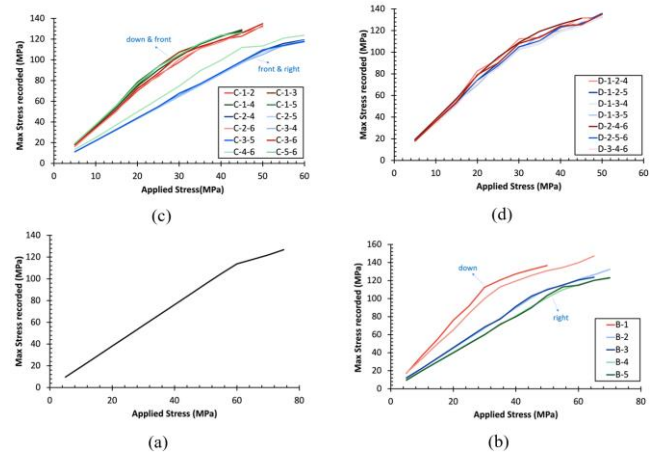 Max Stress recorded (MPa)
140
120
100
80
60
40
20
0
down & front
front & right
C-1-2
C-1-3
C-1-4
C-1-5
C-2-4
C-2-5
C-2-6
C-3-4
C-3-5
C-3-6
C-4-6
C-5-6
0
10
20
30
40
50
60
Applied Stress(MPa)
(c)
Max Stress recorded (MPa)
140
120
100
80
60
40
20
0
D-1-2-4
D-1-2-5
D-1-3-4
D-1-3-5
D-2-4-6
D-2-5-6
D-3-4-6
0
10
20
30
40
50
60
Applied Stress (MPa)
(d)
Max Stress recorded (MPa)
140
120
100
80
60
40
20
0
0
20
40
60
80
Applied Stress (MPa)
(a)
Max Stress recorded (MPa)
160
140
120
100
80
60
40
20
0
down
right
B-1
B-2
B-3
B-4
B-5
0
20
40
60
80
Applied Stress (MPa)
(b)